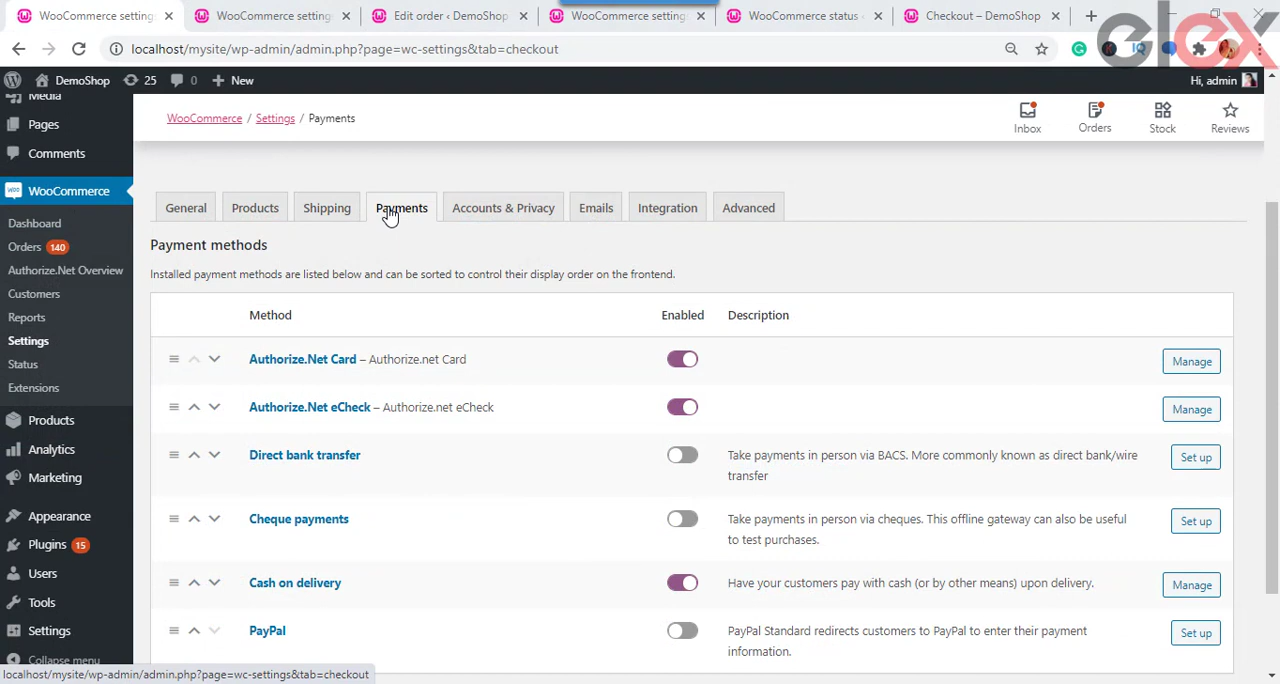 WooCommerce setting
WooCommerce setting
Edit order ‹ DemoShop
WooCommerce setting
WooCommerce status ‹
Checkout – DemoShop
localhost/mysite/wp-admin/admin.php?page=wc-settings&tab=checkout
elex
DemoShop
25
0
New
Hi, admin
Media
Pages
Comments
WooCommerce
Dashboard
Orders 140
Authorize.Net Overview
Customers
Reports
Settings
Status
Extensions
Products
Analytics
Marketing
Appearance
Plugins 15
Users
Tools
Settings
Collapse menu
WooCommerce / Settings / Payments
Inbox
Orders
Stock
Reviews
General
Products
Shipping
Payments
Accounts & Privacy
Emails
Integration
Advanced
Payment methods
Installed payment methods are listed below and can be sorted to control their display order on the frontend.
Method
Enabled
Description
Authorize.Net Card – Authorize.net Card
Manage
Authorize.Net eCheck – Authorize.net eCheck
Manage
Direct bank transfer
Take payments in person via BACS. More commonly known as direct bank/wire
transfer
Set up
Cheque payments
Take payments in person via cheques. This offline gateway can also be useful
to test purchases.
Set up
Cash on delivery
Have your customers pay with cash (or by other means) upon delivery.
Manage
PayPal
PayPal Standard redirects customers to PayPal to enter their payment
information.
Set up
localhost/mysite/wp-admin/admin.php?page=wc-settings&tab=checkout